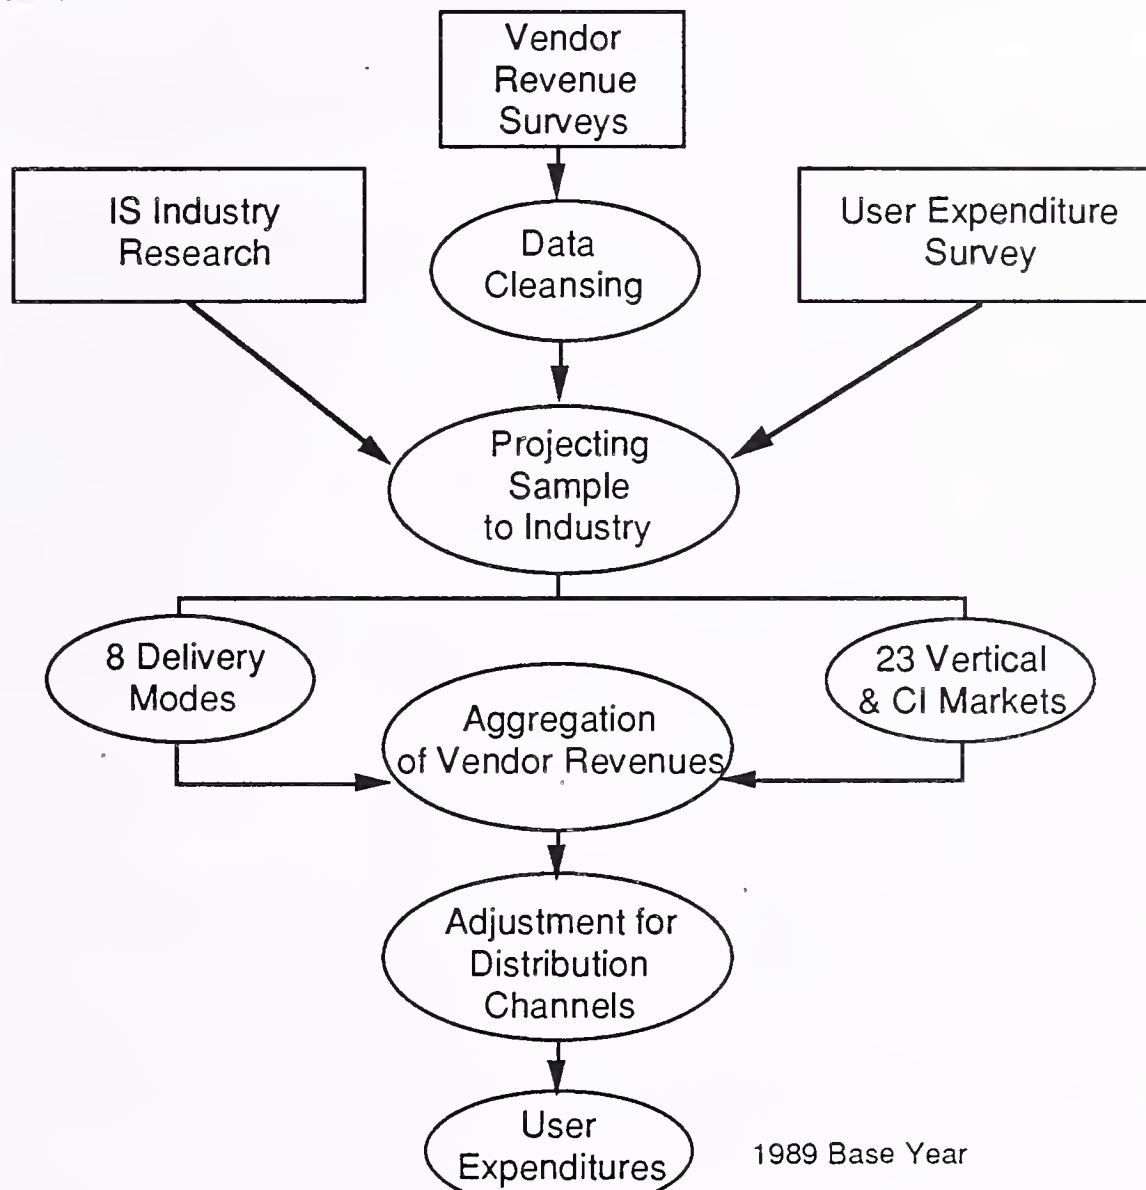 Vendor
Revenue
Surveys
IS Industry
Research
Data
Cleansing
User Expenditure
Survey
Projecting
Sample
to Industry
8 Delivery
Modes
Aggregation
of Vendor Revenues
23 Vertical
& CI Markets
Adjustment for
Distribution
Channels
User
Expenditures
1989 Base Year